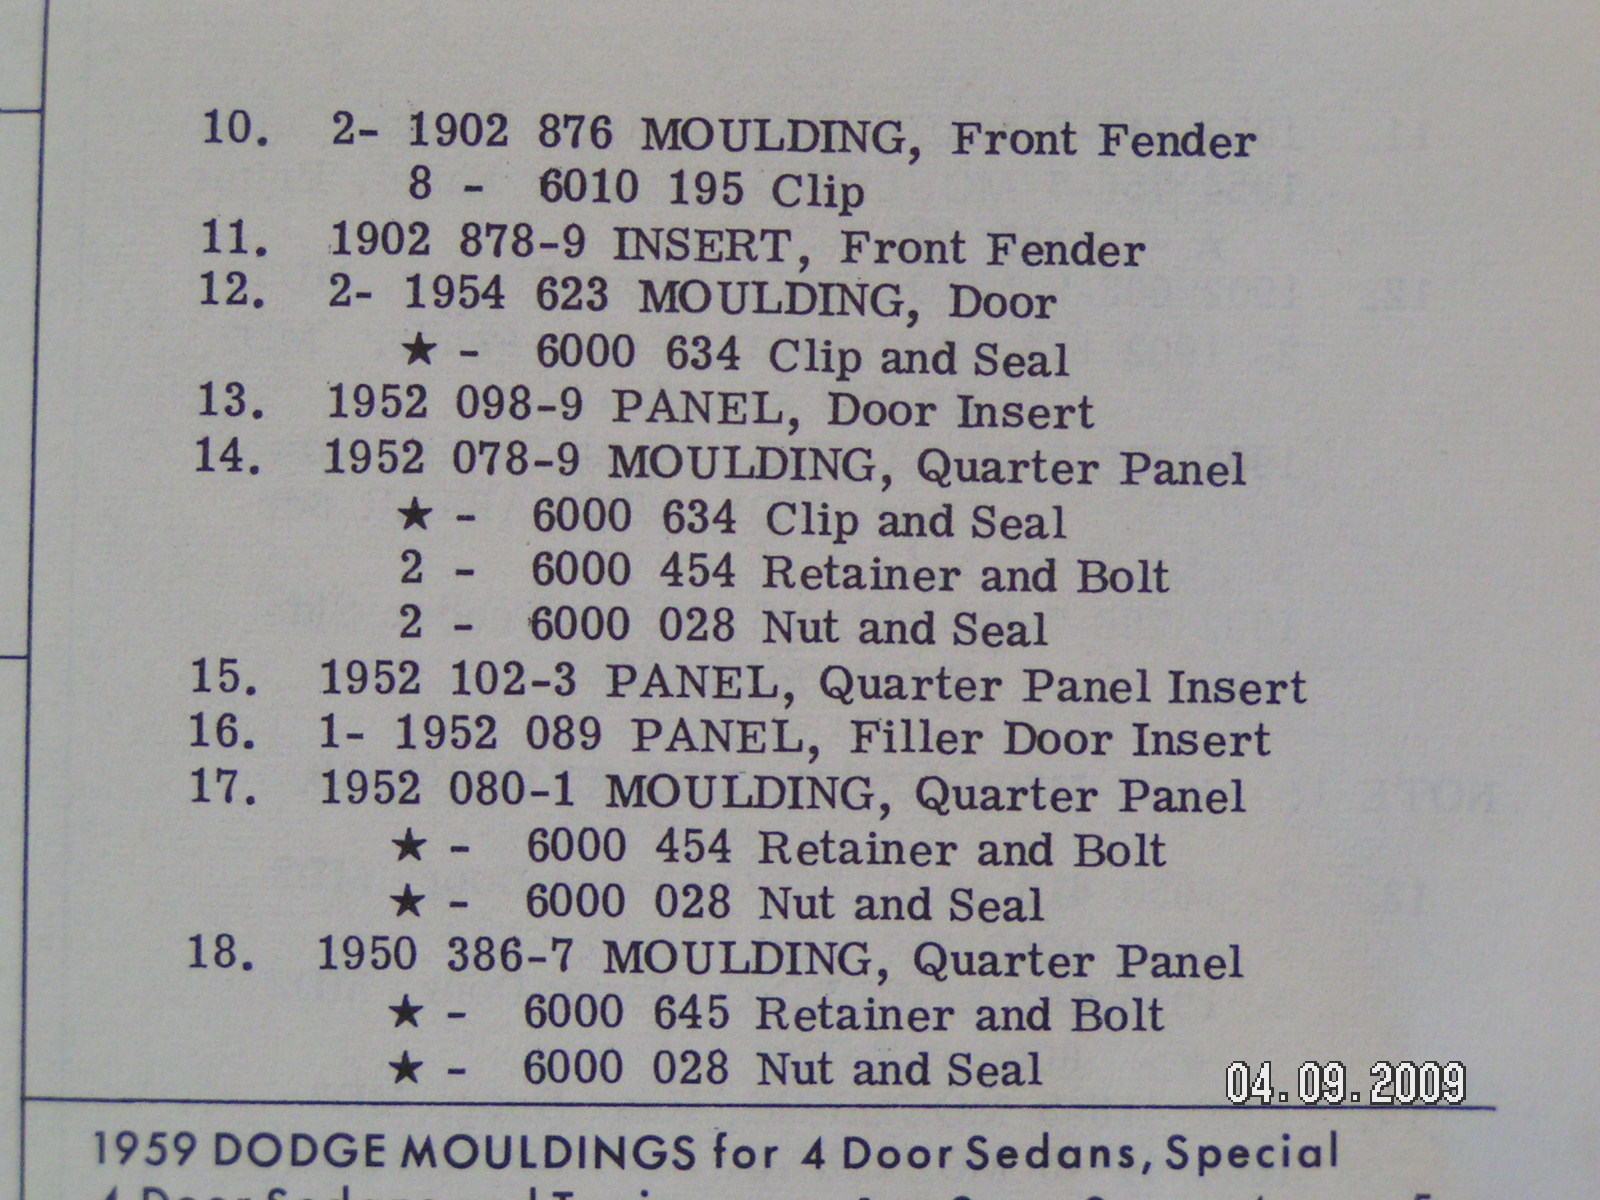 10. 2- 1902 876 MOULDING, Front Fender
8 - 6010 195 Clip
11. 1902 878-9 INSERT, Front Fender
12. 2- 1954 623 MOULDING, Door
★ - 6000 634 Clip and Seal
13. 1952 098-9 PANEL, Door Insert
14. 1952 078-9 MOULDING, Quarter Panel
★ - 6000 634 Clip and Seal
2 - 6000 454 Retainer and Bolt
2 - 6000 028 Nut and Seal
15. 1952 102-3 PANEL, Quarter Panel Insert
16. 1- 1952 089 PANEL, Filler Door Insert
17. 1952 080-1 MOULDING, Quarter Panel
★ - 6000 454 Retainer and Bolt
★ - 6000 028 Nut and Seal
18. 1950 386-7 MOULDING, Quarter Panel
★ - 6000 645 Retainer and Bolt
★ - 6000 028 Nut and Seal
04.09.2009
1959 DODGE MOULDINGS for 4 Door Sedans, Special
4 Door Sedans and